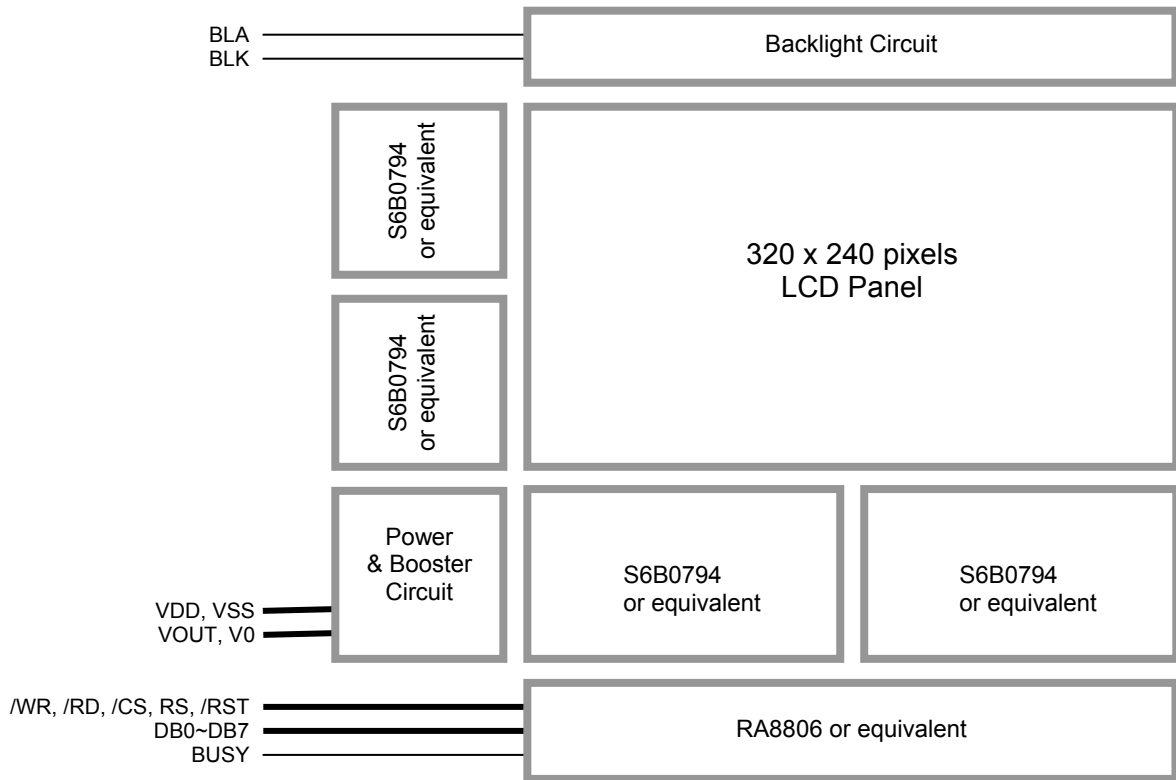 BLA
BLK
Backlight Circuit
S6B0794
or equivalent
320 x 240 pixels
LCD Panel
S6B0794
or equivalent
Power
& Booster
Circuit
S6B0794
or equivalent
S6B0794
or equivalent
VDD, VSS
VOUT, V0
/WR, /RD, /CS, RS, /RST
DB0~DB7
BUSY
RA8806 or equivalent